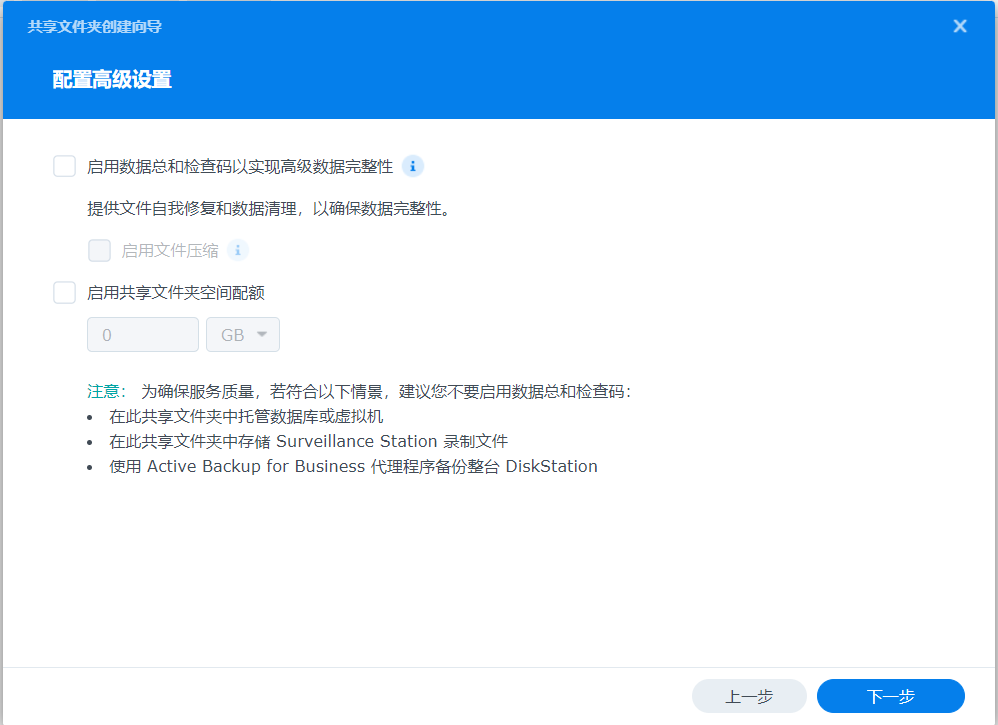 共享文件夹创建向导
配置高级设置
启用数据总和检查码以实现高级数据完整性
提供文件自我修复和数据清理，以确保数据完整性。
启用文件压缩
启用共享文件夹空间配额
0 GB
注意： 为确保服务质量，若符合以下情景，建议您不要启用数据总和检查码：
• 在此共享文件夹中托管数据库或虚拟机
• 在此共享文件夹中存储 Surveillance Station 录制文件
• 使用 Active Backup for Business 代理程序备份整台 DiskStation
上一步 下一步